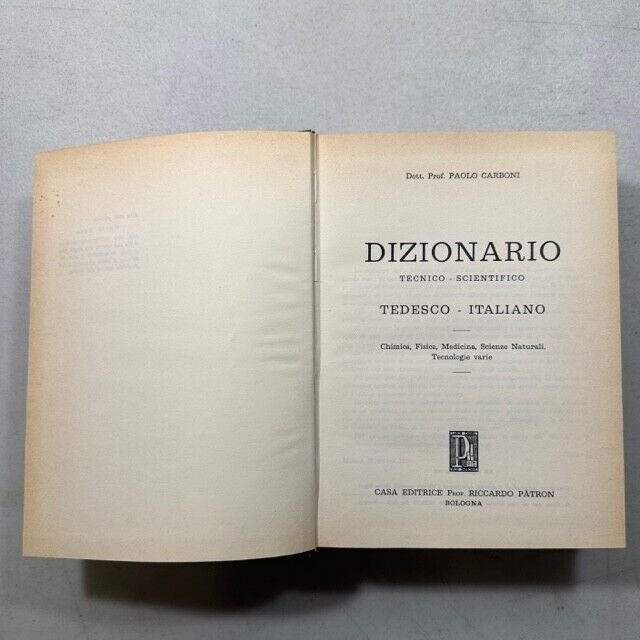 Dott. Prof. PAOLO CARBONI
DIZIONARIO
TECNICO - SCIENTIFICO
TEDESCO - ITALIANO
Chimica, Fisica, Medicina, Scienze Naturali.
Tecnologie varie
CASA EDITRICE PROF. RICCARDO PÀTRON
BOLOGNA